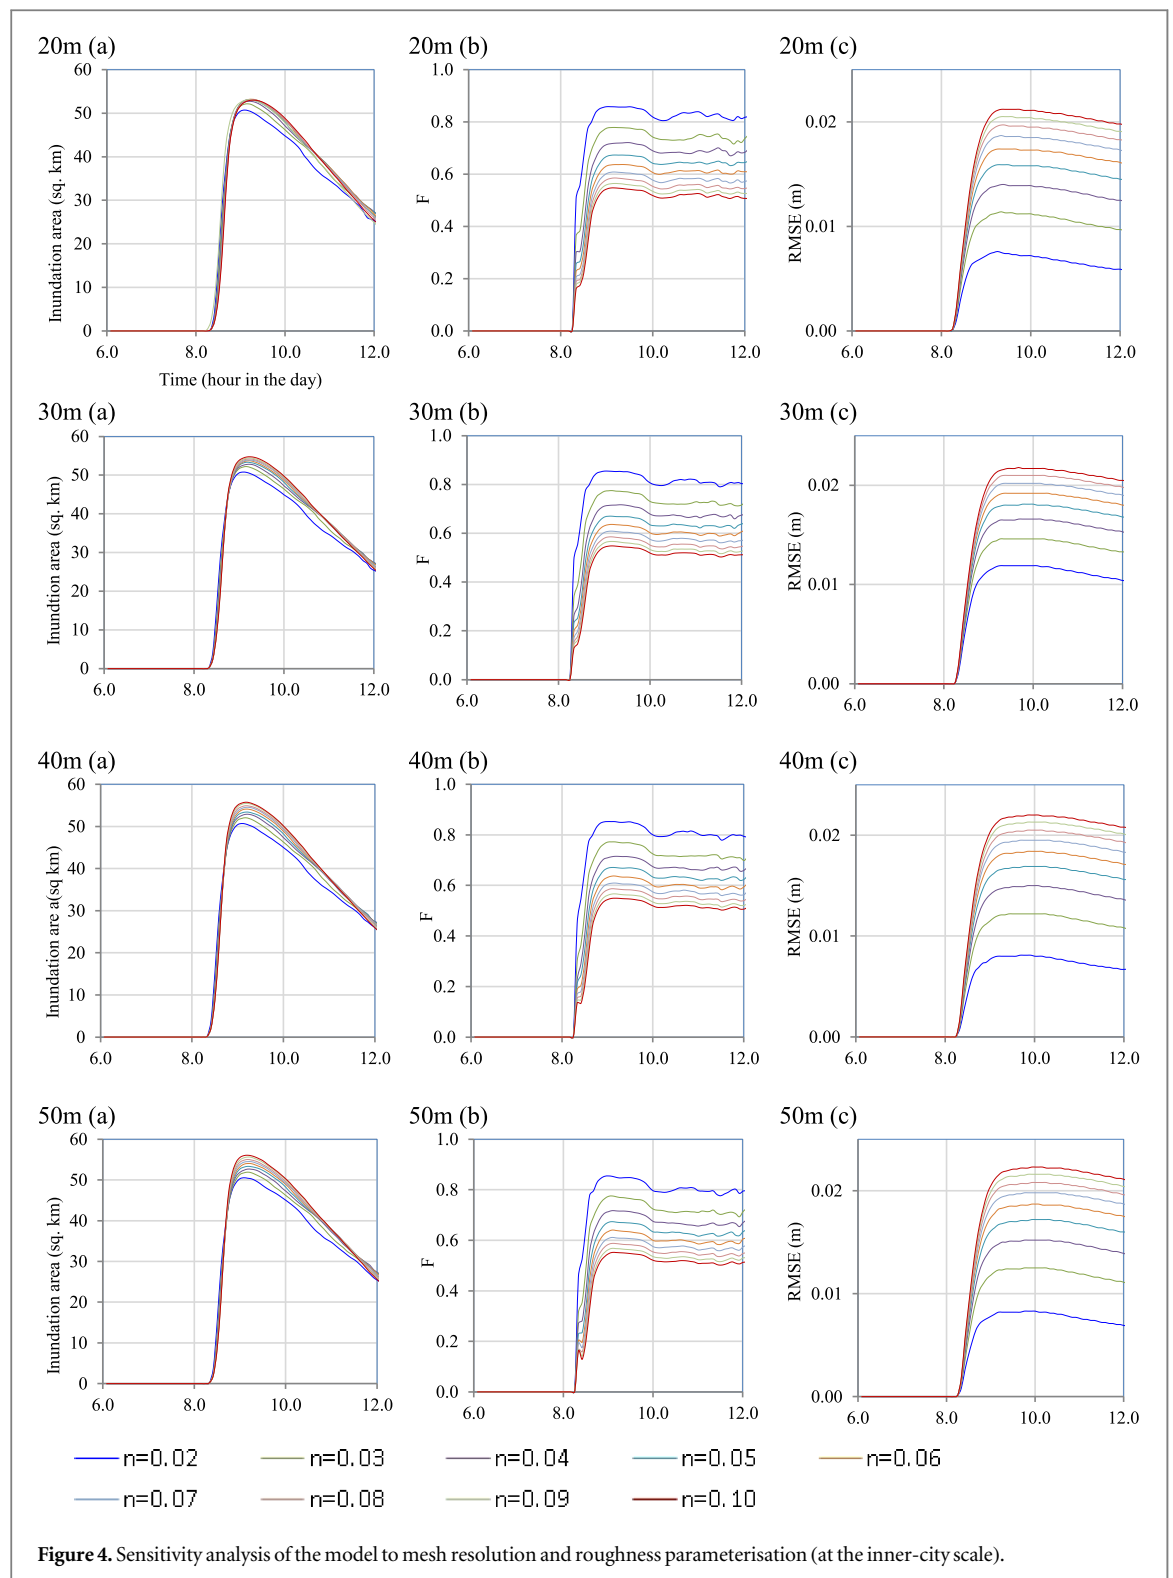 20m (a)
60
50
40
30
20
10
0
Inundation area (sq. km)
6.0 8.0 10.0 12.0
Time (hour in the day)
20m (b)
1.0
0.8
0.6
0.4
0.2
0.0
F
6.0 8.0 10.0 12.0
20m (c)
0.02
0.01
0.00
RMSE (m)
6.0 8.0 10.0 12.0
30m (a)
60
50
40
30
20
10
0
Inundtion area (sq. km)
6.0 8.0 10.0 12.0
30m (b)
1.0
0.8
0.6
0.4
0.2
0.0
F
6.0 8.0 10.0 12.0
30m (c)
0.02
0.01
0.00
RMSE (m)
6.0 8.0 10.0 12.0
40m (a)
60
50
40
30
20
10
0
Inundation are a(sq km)
6.0 8.0 10.0 12.0
40m (b)
1.0
0.8
0.6
0.4
0.2
0.0
F
6.0 8.0 10.0 12.0
40m (c)
0.02
0.01
0.00
RMSE (m)
6.0 8.0 10.0 12.0
50m (a)
60
50
40
30
20
10
0
Inundation area (sq. km)
6.0 8.0 10.0 12.0
50m (b)
1.0
0.8
0.6
0.4
0.2
0.0
F
6.0 8.0 10.0 12.0
50m (c)
0.02
0.01
0.00
RMSE (m)
6.0 8.0 10.0 12.0
n=0.02 n=0.03 n=0.04 n=0.05 n=0.06
n=0.07 n=0.08 n=0.09 n=0.10
Figure 4. Sensitivity analysis of the model to mesh resolution and roughness parameterisation (at the inner-city scale).